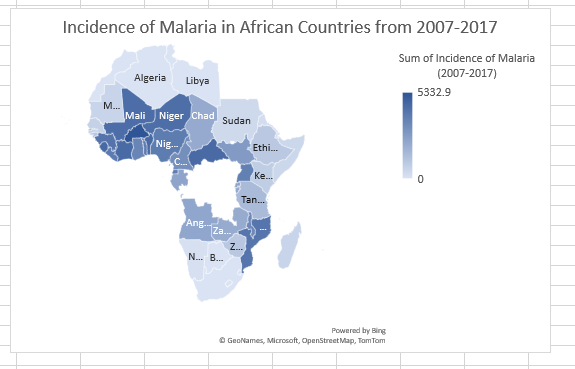 Incidence of Malaria in African Countries from 2007-2017
Sum of Incidence of Malaria
(2007-2017)
5332.9
0
Algeria
Libya
M...
Mali
Niger
Chad
Sudan
Nig...
Ethi...
C...
Ke...
Tan...
Ang...
Za...
...
Z...
N...
B...
Powered by Bing
© GeoNames, Microsoft, OpenStreetMap, TomTom